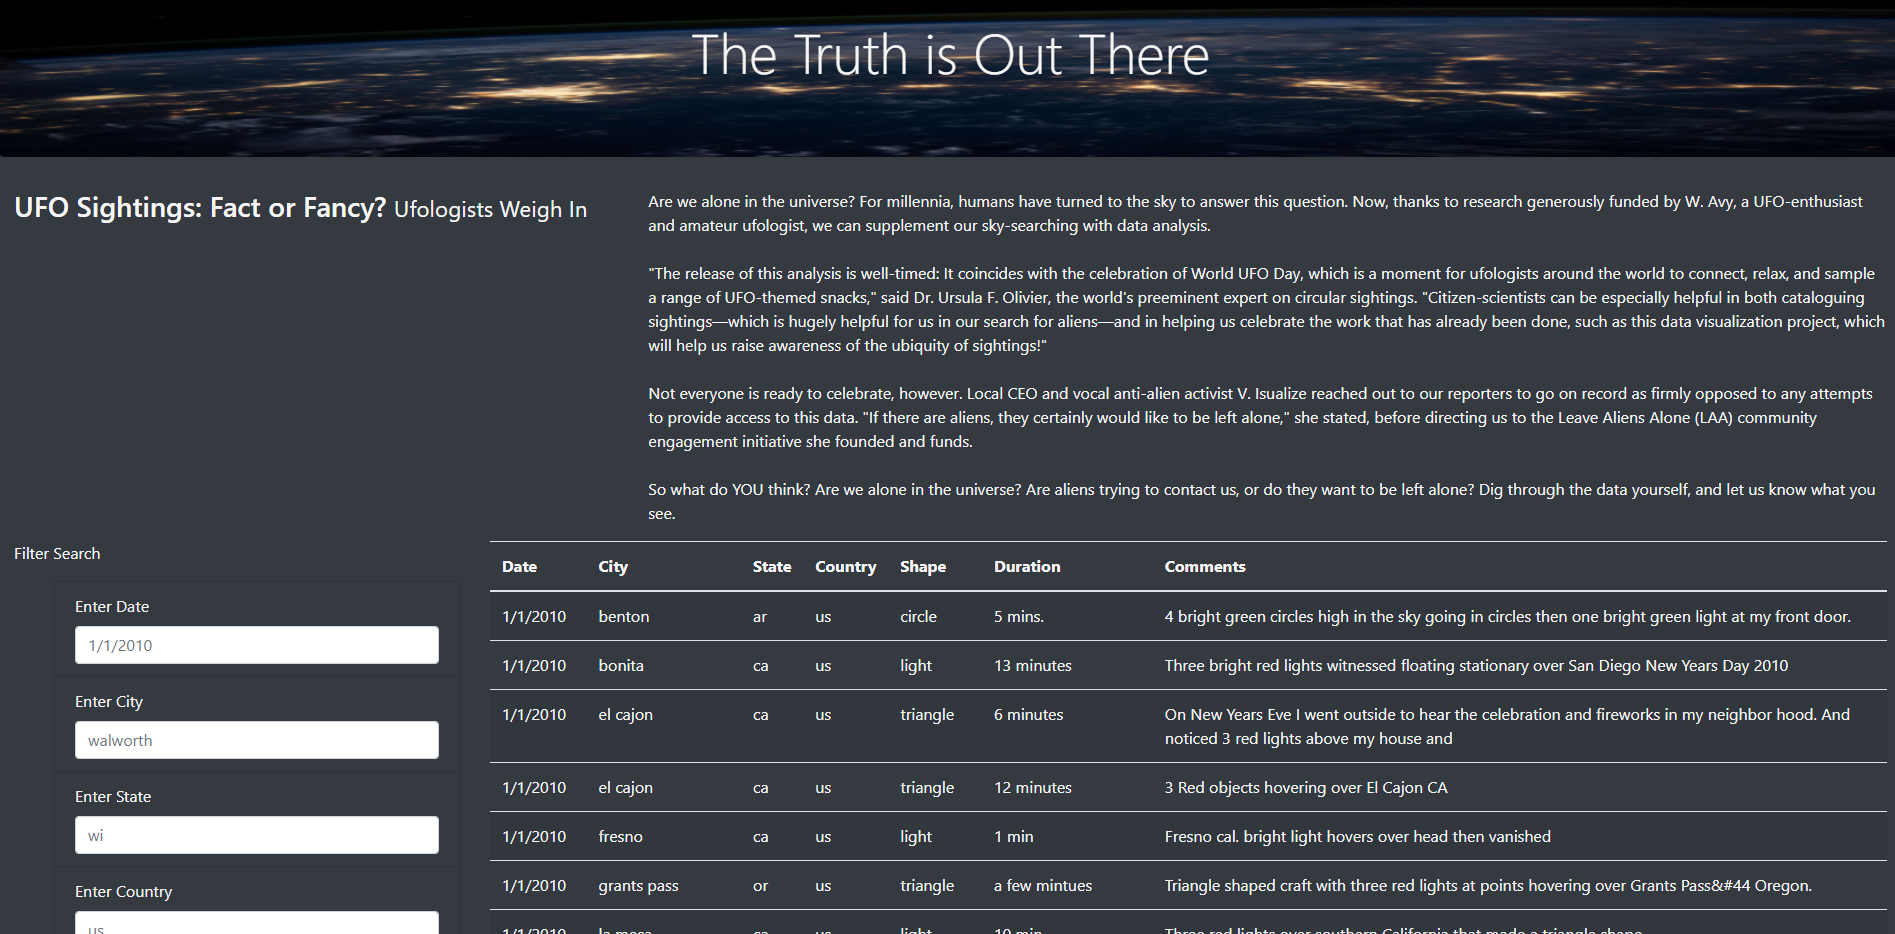 The Truth is Out There
UFO Sightings: Fact or Fancy? Ufologists Weigh In
Are we alone in the universe? For millennia, humans have turned to the sky to answer this question. Now, thanks to research generously funded by W. Avy, a UFO-enthusiast
and amateur ufologist, we can supplement our sky-searching with data analysis.
"The release of this analysis is well-timed: It coincides with the celebration of World UFO Day, which is a moment for ufologists around the world to connect, relax, and sample
a range of UFO-themed snacks," said Dr. Ursula F. Olivier, the world's preeminent expert on circular sightings. "Citizen-scientists can be especially helpful in both cataloguing
sightings—which is hugely helpful for us in our search for aliens—and in helping us celebrate the work that has already been done, such as this data visualization project, which
will help us raise awareness of the ubiquity of sightings!"
Not everyone is ready to celebrate, however. Local CEO and vocal anti-alien activist V. Isualize reached out to our reporters to go on record as firmly opposed to any attempts
to provide access to this data. "If there are aliens, they certainly would like to be left alone," she stated, before directing us to the Leave Aliens Alone (LAA) community
engagement initiative she founded and funds.
So what do YOU think? Are we alone in the universe? Are aliens trying to contact us, or do they want to be left alone? Dig through the data yourself, and let us know what you
see.
Filter Search
Enter Date
1/1/2010
Enter City
walworth
Enter State
wi
Enter Country
us
Date City State Country Shape Duration Comments
1/1/2010 benton ar us circle 5 mins. 4 bright green circles high in the sky going in circles then one bright green light at my front door.
1/1/2010 bonita ca us light 13 minutes Three bright red lights witnessed floating stationary over San Diego New Years Day 2010
1/1/2010 el cajon ca us triangle 6 minutes On New Years Eve I went outside to hear the celebration and fireworks in my neighbor hood. And
noticed 3 red lights above my house and
1/1/2010 el cajon ca us triangle 12 minutes 3 Red objects hovering over El Cajon CA
1/1/2010 fresno ca us light 1 min Fresno cal. bright light hovers over head then vanished
1/1/2010 grants pass or us triangle a few mintues Triangle shaped craft with three red lights at points hovering over Grants Pass&#44 Oregon.
1/1/2010 la mesa ca us light 10 min Three red lights over southern California that made a triangle shape